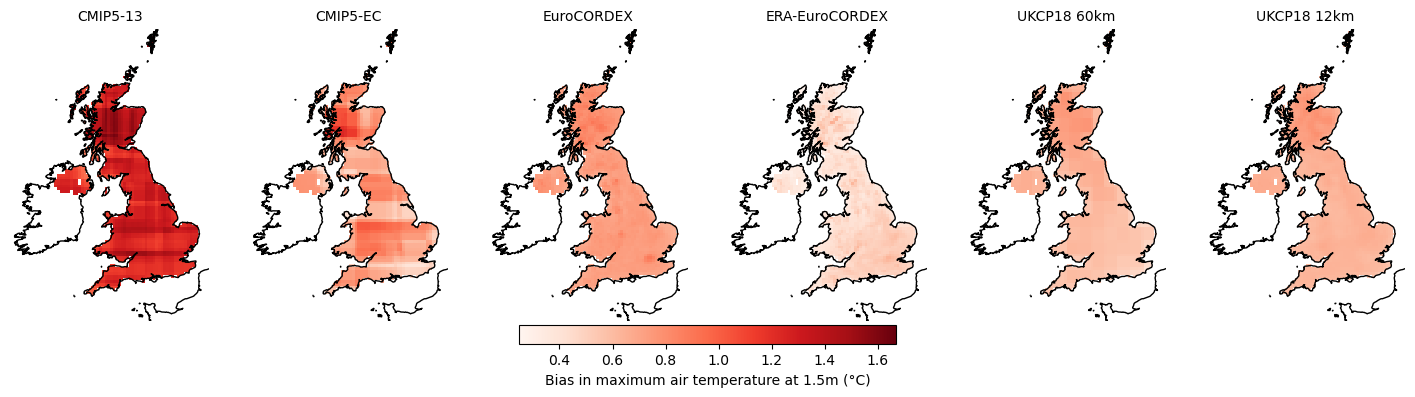 CMIP5-13 CMIP5-EC EuroCORDEX ERA-EuroCORDEX UKCP18 60km UKCP18 12km
0.4 0.6 0.8 1.0 1.2 1.4 1.6
Bias in maximum air temperature at 1.5m (°C)